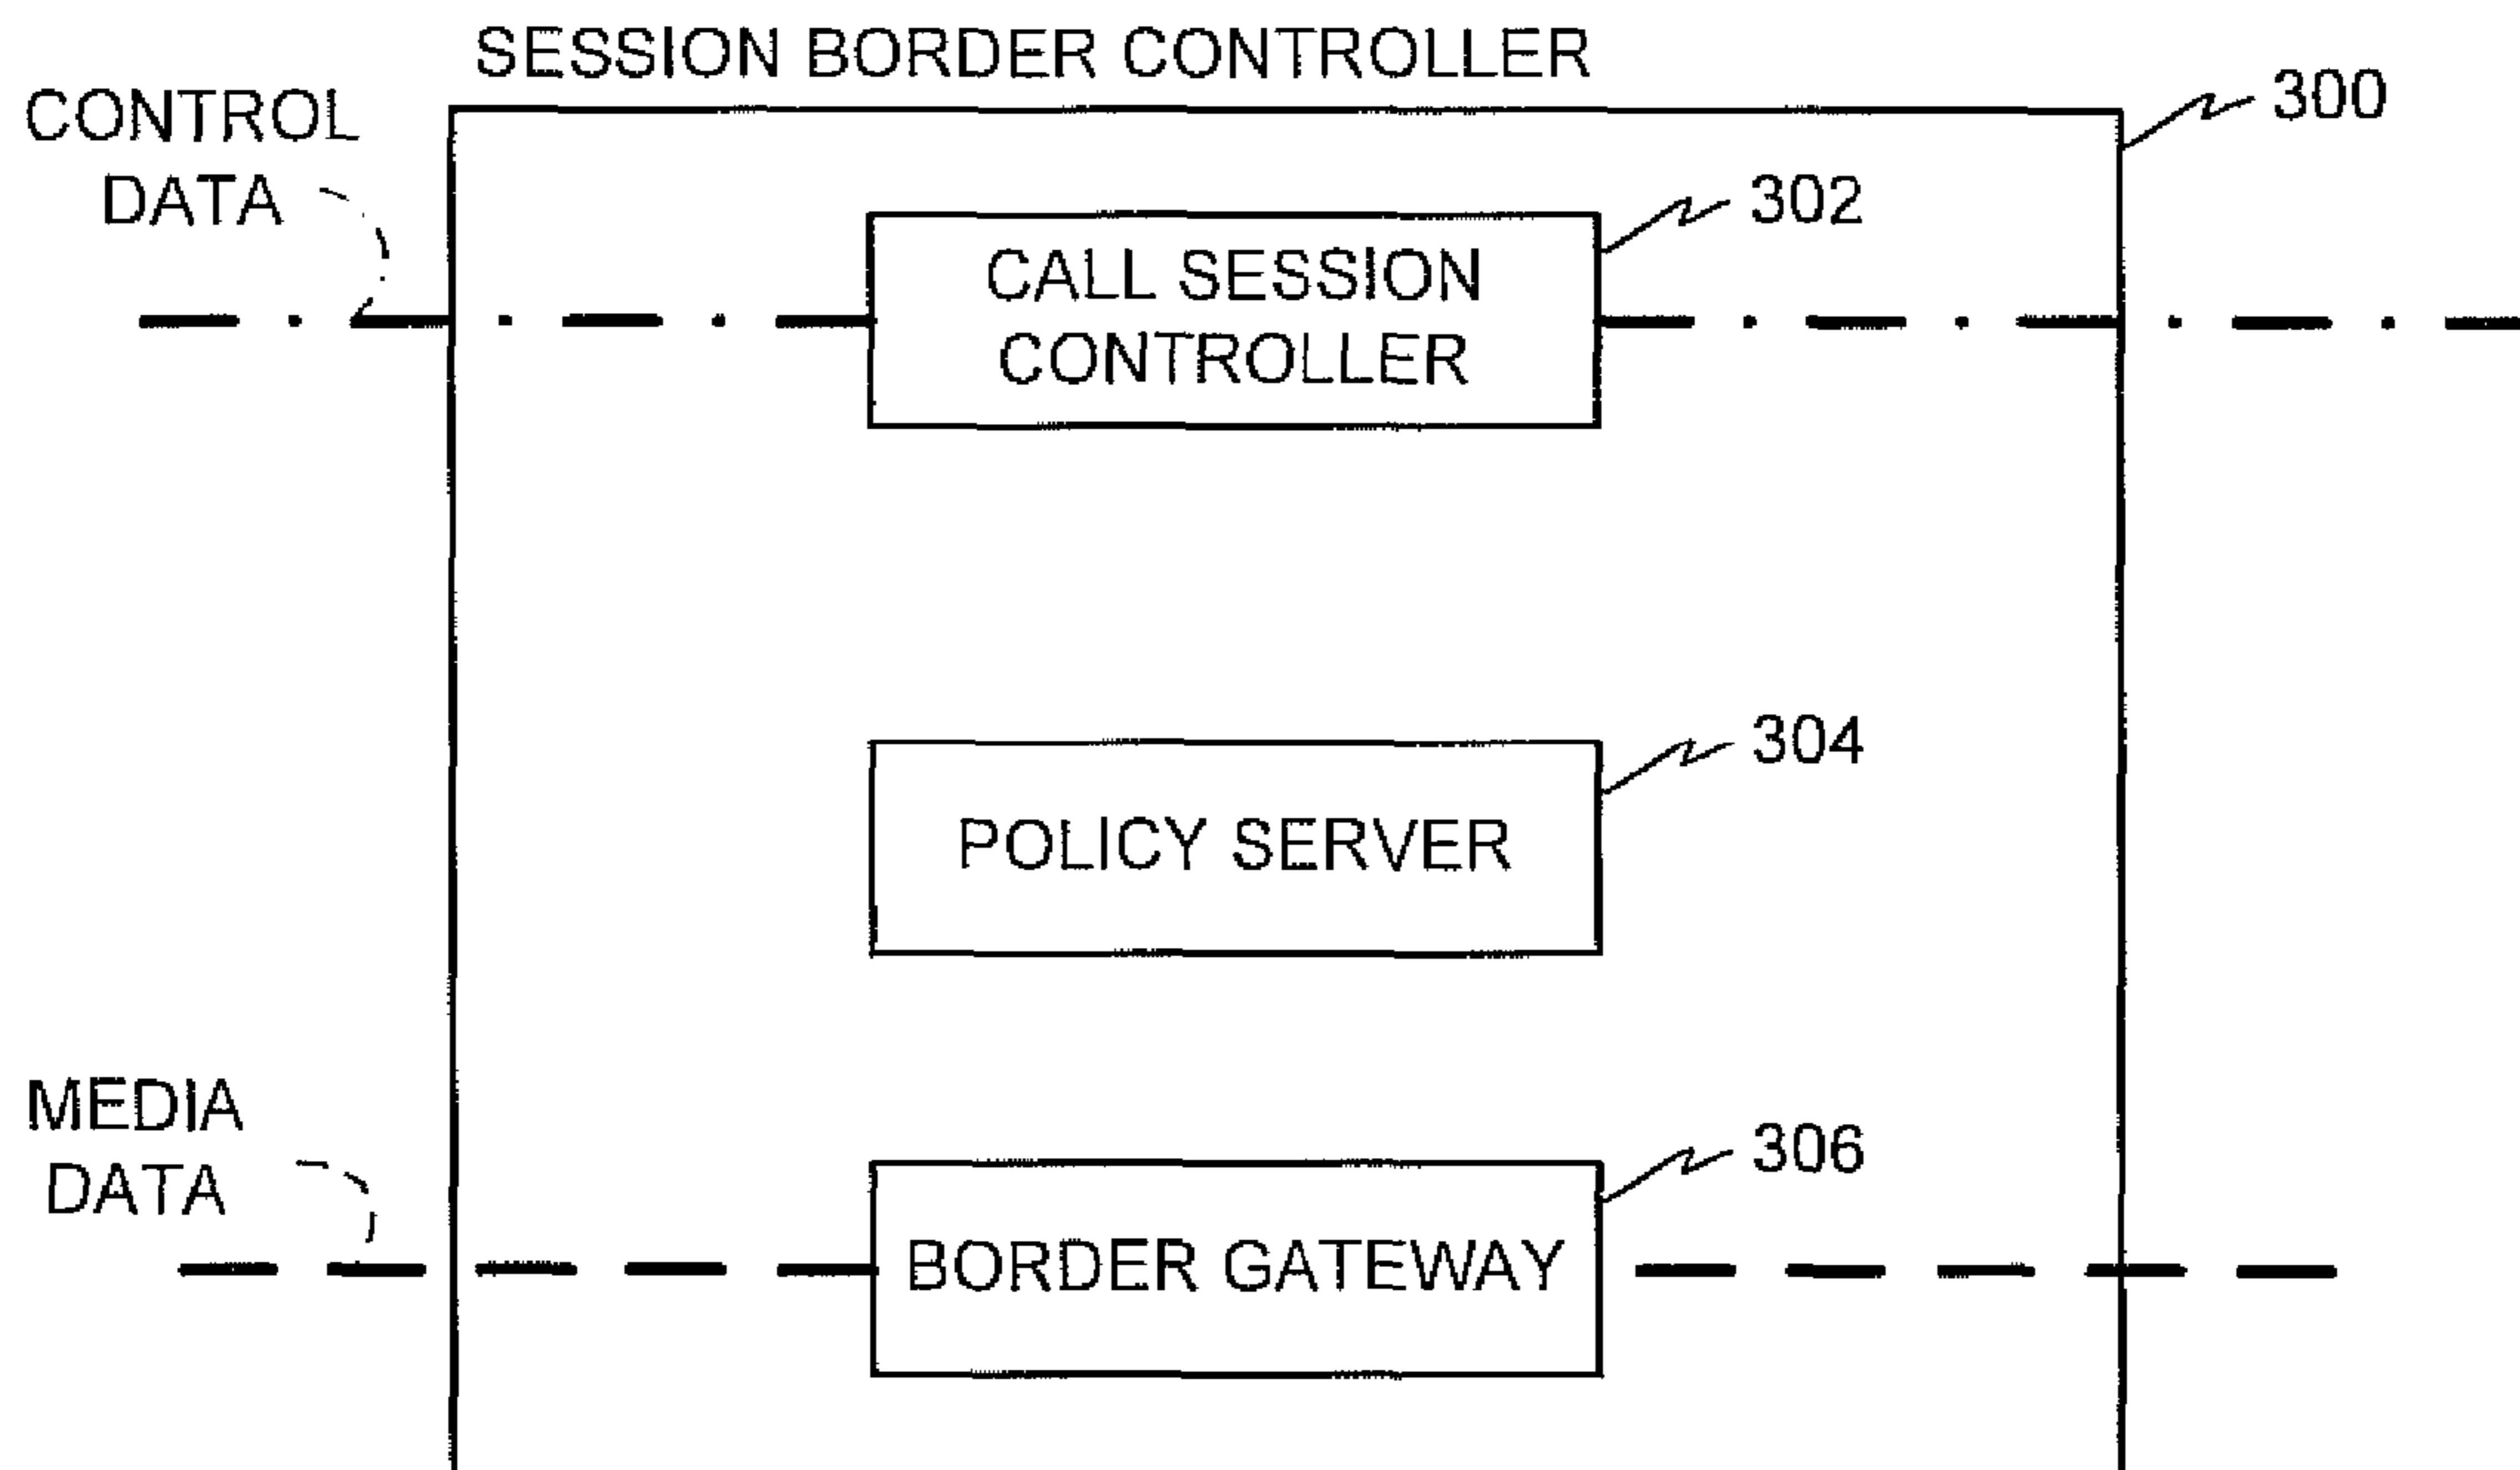 SESSION BORDER CONTROLLER
CONTROL
DATA
300
302
CALL SESSION
CONTROLLER
304
POLICY SERVER
MEDIA
DATA
306
BORDER GATEWAY